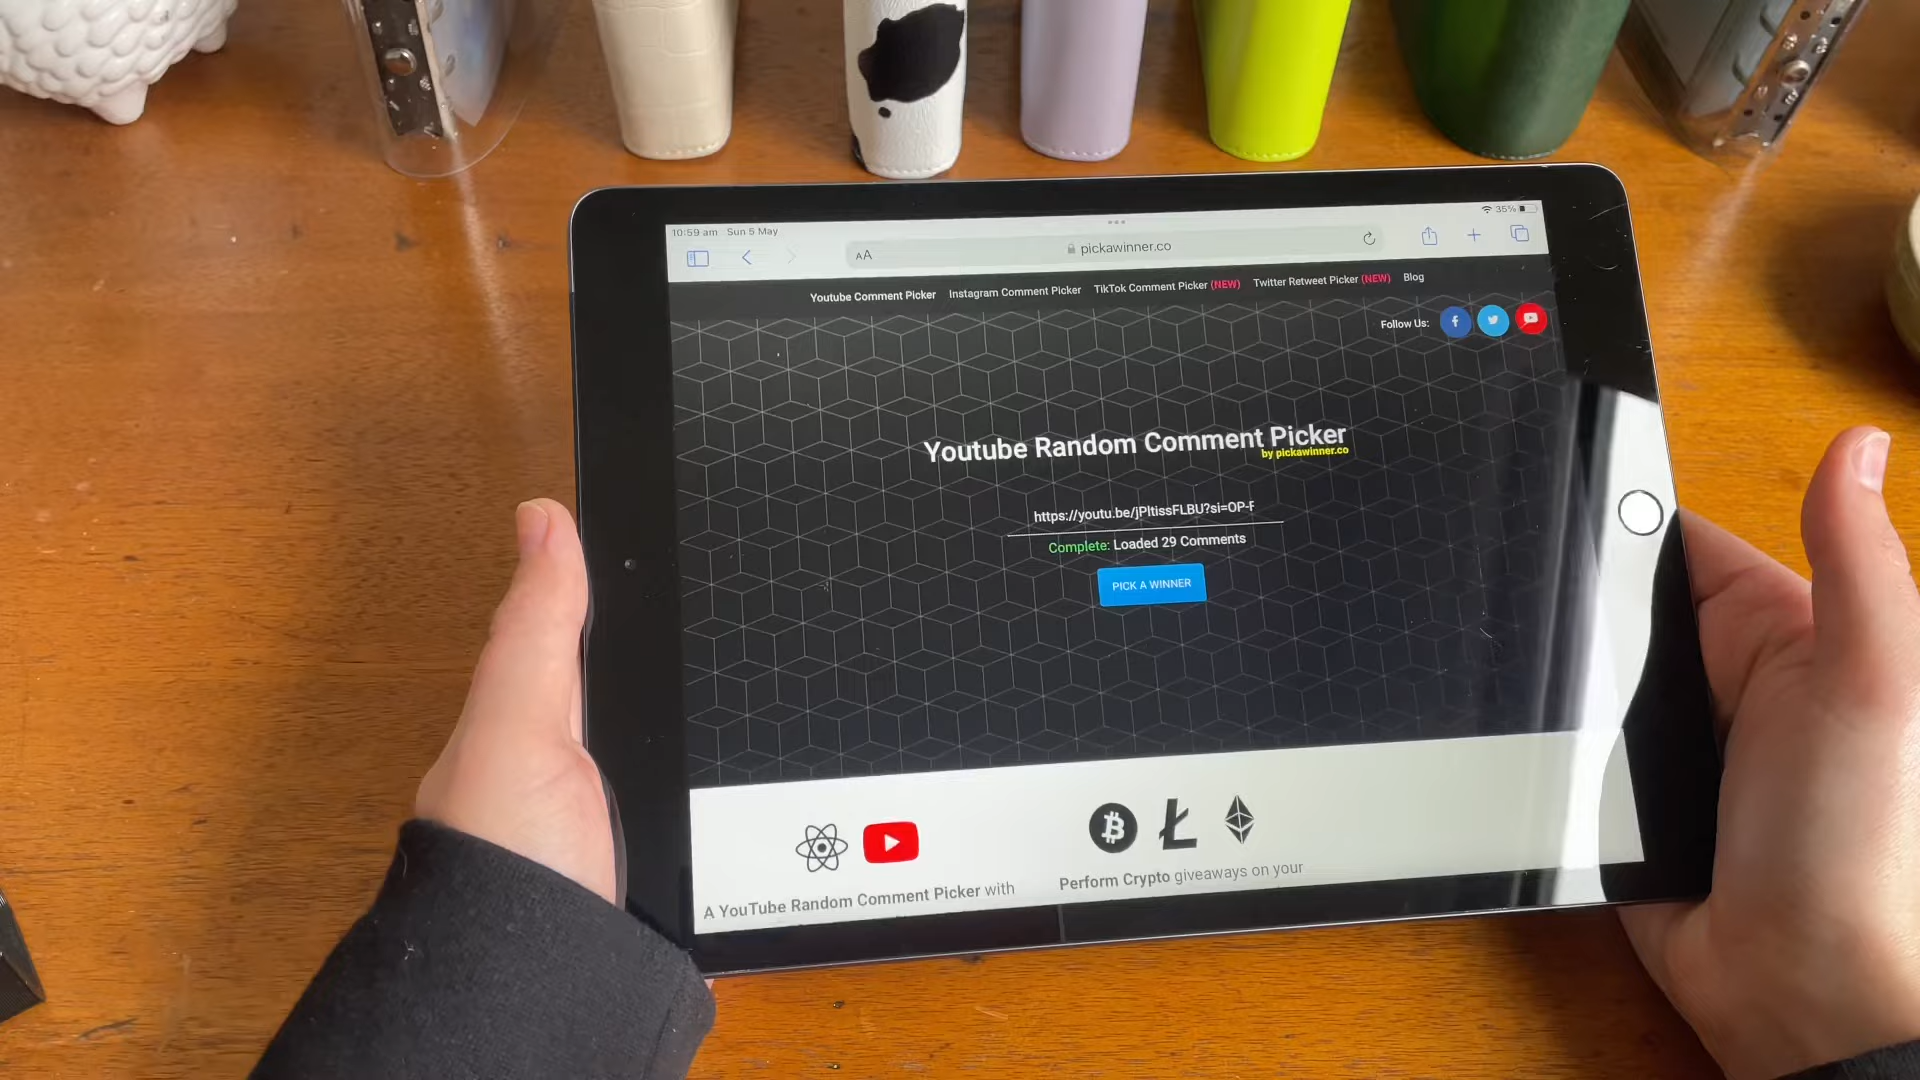 10:59 am Sun 5 May
35%
AA
pickawinner.co
Youtube Comment Picker Instagram Comment Picker TikTok Comment Picker (NEW) Twitter Retweet Picker (NEW) Blog
Follow Us:
Youtube Random Comment Picker
by pickawinner.co
https://youtu.be/jPltissFLBU?si=OP-F
Complete: Loaded 29 Comments
PICK A WINNER
A YouTube Random Comment Picker with
Perform Crypto giveaways on your